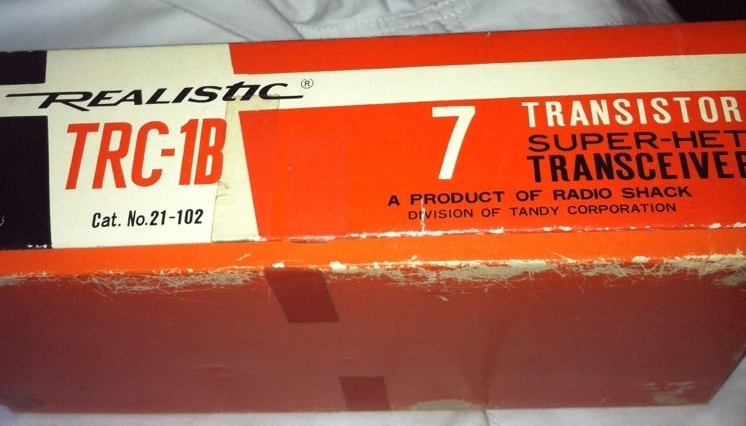 REALISTIC ®
TRC-1B
Cat. No. 21-102
7
TRANSISTOR
SUPER-HET
TRANSCEIVE
A PRODUCT OF RADIO SHACK
DIVISION OF TANDY CORPORATION